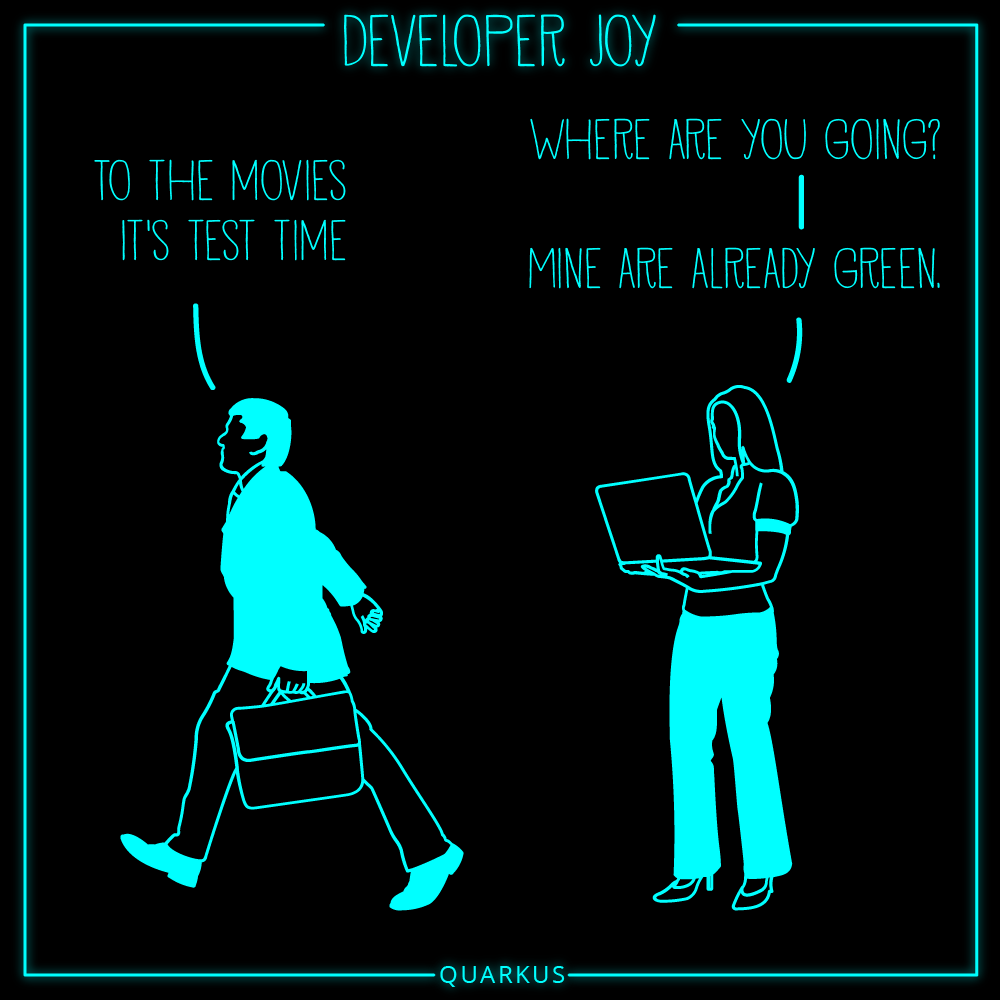 DEVELOPER JOY
WHERE ARE YOU GOING?
TO THE MOVIES
IT'S TEST TIME
MINE ARE ALREADY GREEN.
QUARKUS